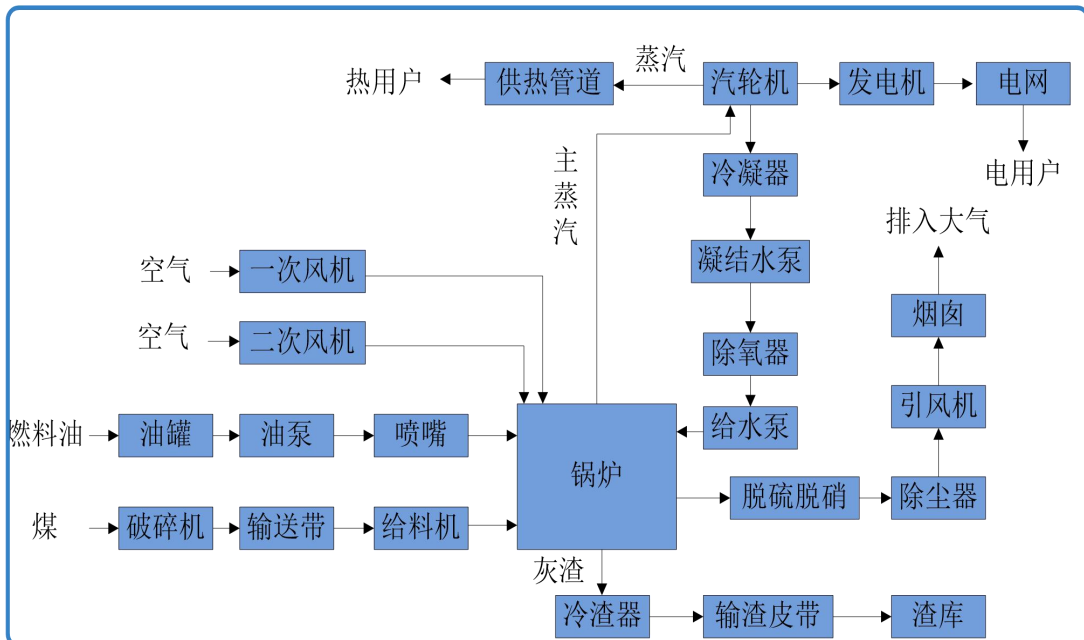 热用户
供热管道
蒸汽
汽轮机
发电机
电网
电用户
主蒸汽
冷凝器
排入大气
空气
一次风机
凝结水泵
烟囱
空气
二次风机
除氧器
引风机
燃料油
油罐
油泵
喷嘴
给水泵
锅炉
脱硫脱硝
除尘器
煤
破碎机
输送带
给料机
灰渣
冷渣器
输渣皮带
渣库